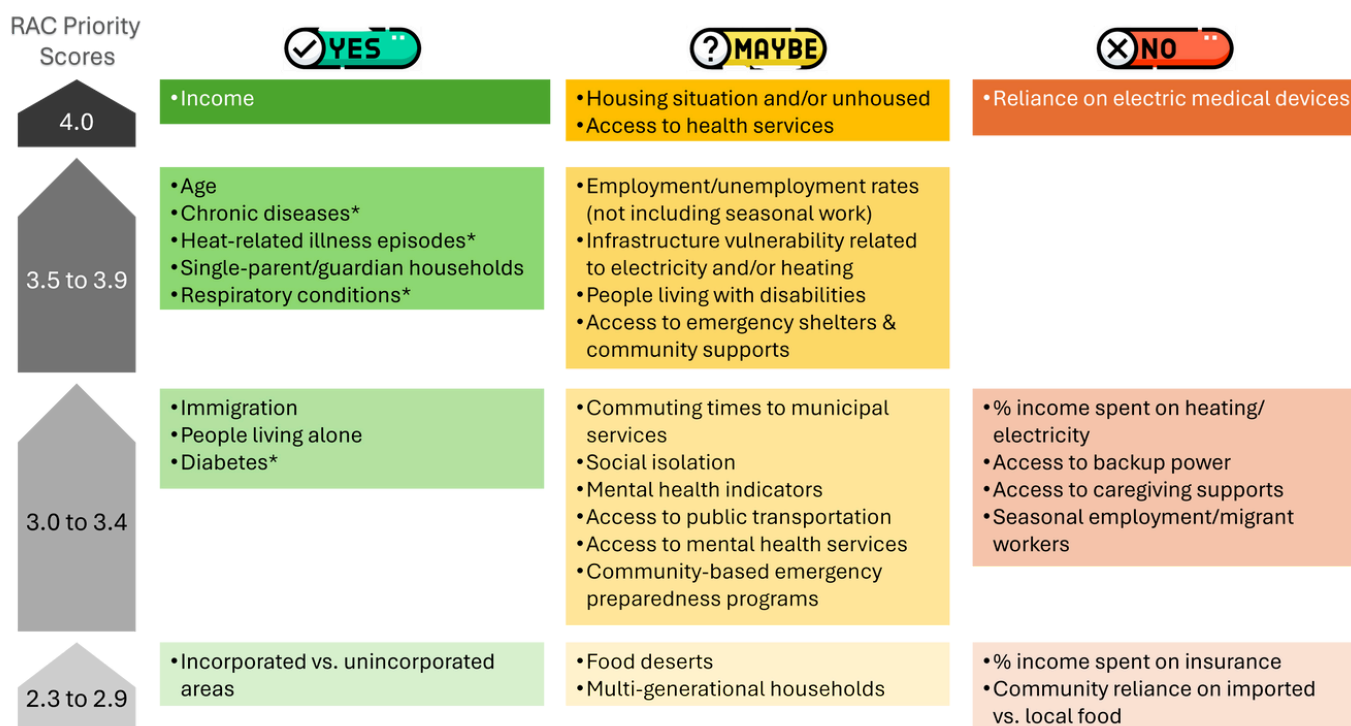 RAC Priority
Scores
YES
MAYBE
NO
4.0
•Income
•Housing situation and/or unhoused
•Access to health services
•Reliance on electric medical devices
3.5 to 3.9
•Age
•Chronic diseases*
•Heat-related illness episodes*
•Single-parent/guardian households
•Respiratory conditions*
•Employment/unemployment rates
(not including seasonal work)
•Infrastructure vulnerability related
to electricity and/or heating
•People living with disabilities
•Access to emergency shelters &
community supports
3.0 to 3.4
•Immigration
•People living alone
•Diabetes*
•Commuting times to municipal
services
•Social isolation
•Mental health indicators
•Access to public transportation
•Access to mental health services
•Community-based emergency
preparedness programs
•% income spent on heating/
electricity
•Access to backup power
•Access to caregiving supports
•Seasonal employment/migrant
workers
2.3 to 2.9
•Incorporated vs. unincorporated
areas
•Food deserts
•Multi-generational households
•% income spent on insurance
•Community reliance on imported
vs. local food